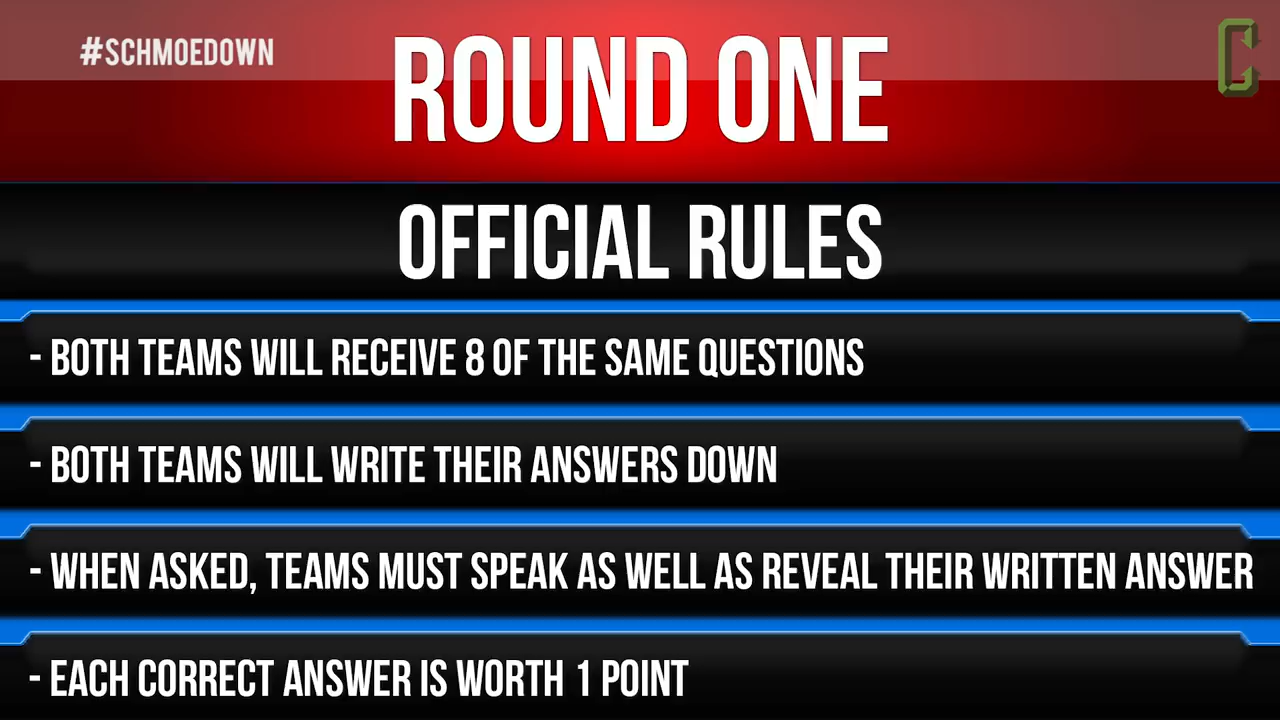 #SCHMOEDOWN
ROUND ONE
OFFICIAL RULES
- BOTH TEAMS WILL RECEIVE 8 OF THE SAME QUESTIONS
- BOTH TEAMS WILL WRITE THEIR ANSWERS DOWN
- WHEN ASKED, TEAMS MUST SPEAK AS WELL AS REVEAL THEIR WRITTEN ANSWER
- EACH CORRECT ANSWER IS WORTH 1 POINT